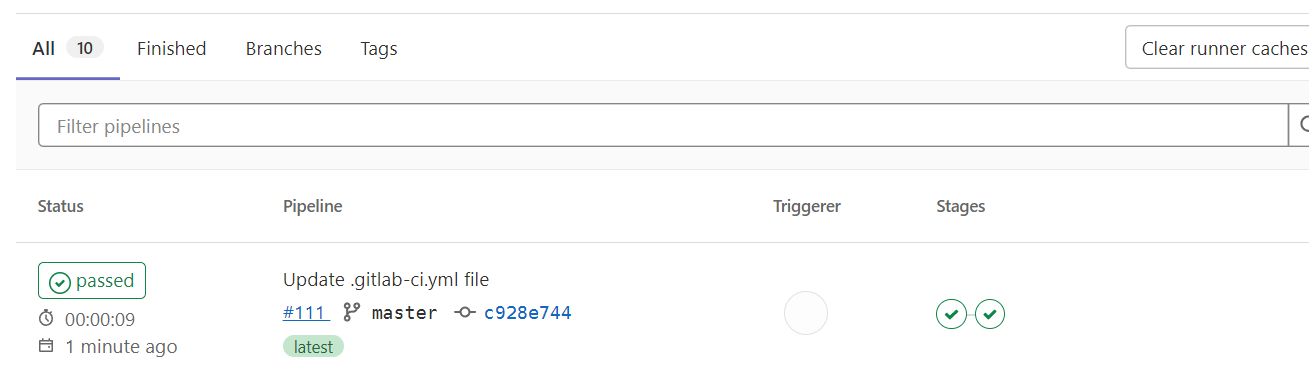 All 10 Finished Branches Tags Clear runner caches
Filter pipelines
Status Pipeline Triggerer Stages
passed Update .gitlab-ci.yml file
00:00:09 #111 master c928e744
1 minute ago latest